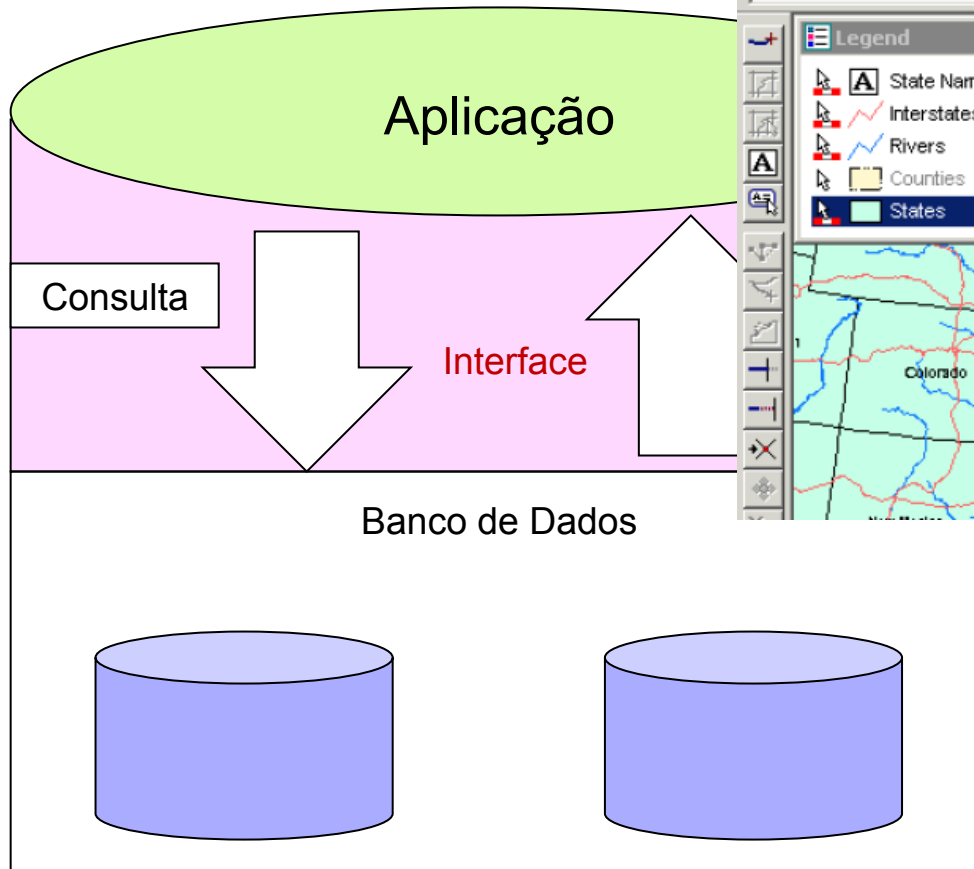 Aplicação
Consulta
Interface
Banco de Dados
Legend
A
State Nam
Interstates
Rivers
Counties
States
A
Colorado